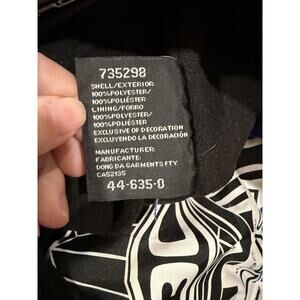 735298
SHELL/EXTERIOR
100%POLYESTER/
100%POLIÉSTER
LINING/FORRO
100%POLYESTER/
100%POLIÉSTER
EXCLUSIVE OF DECORATION
EXCLUYENDO LA DECORACIÓN
MANUFACTURER/
FABRICANTE:
DONG DA GARMENTS FTY.
CA52135
44-635-0